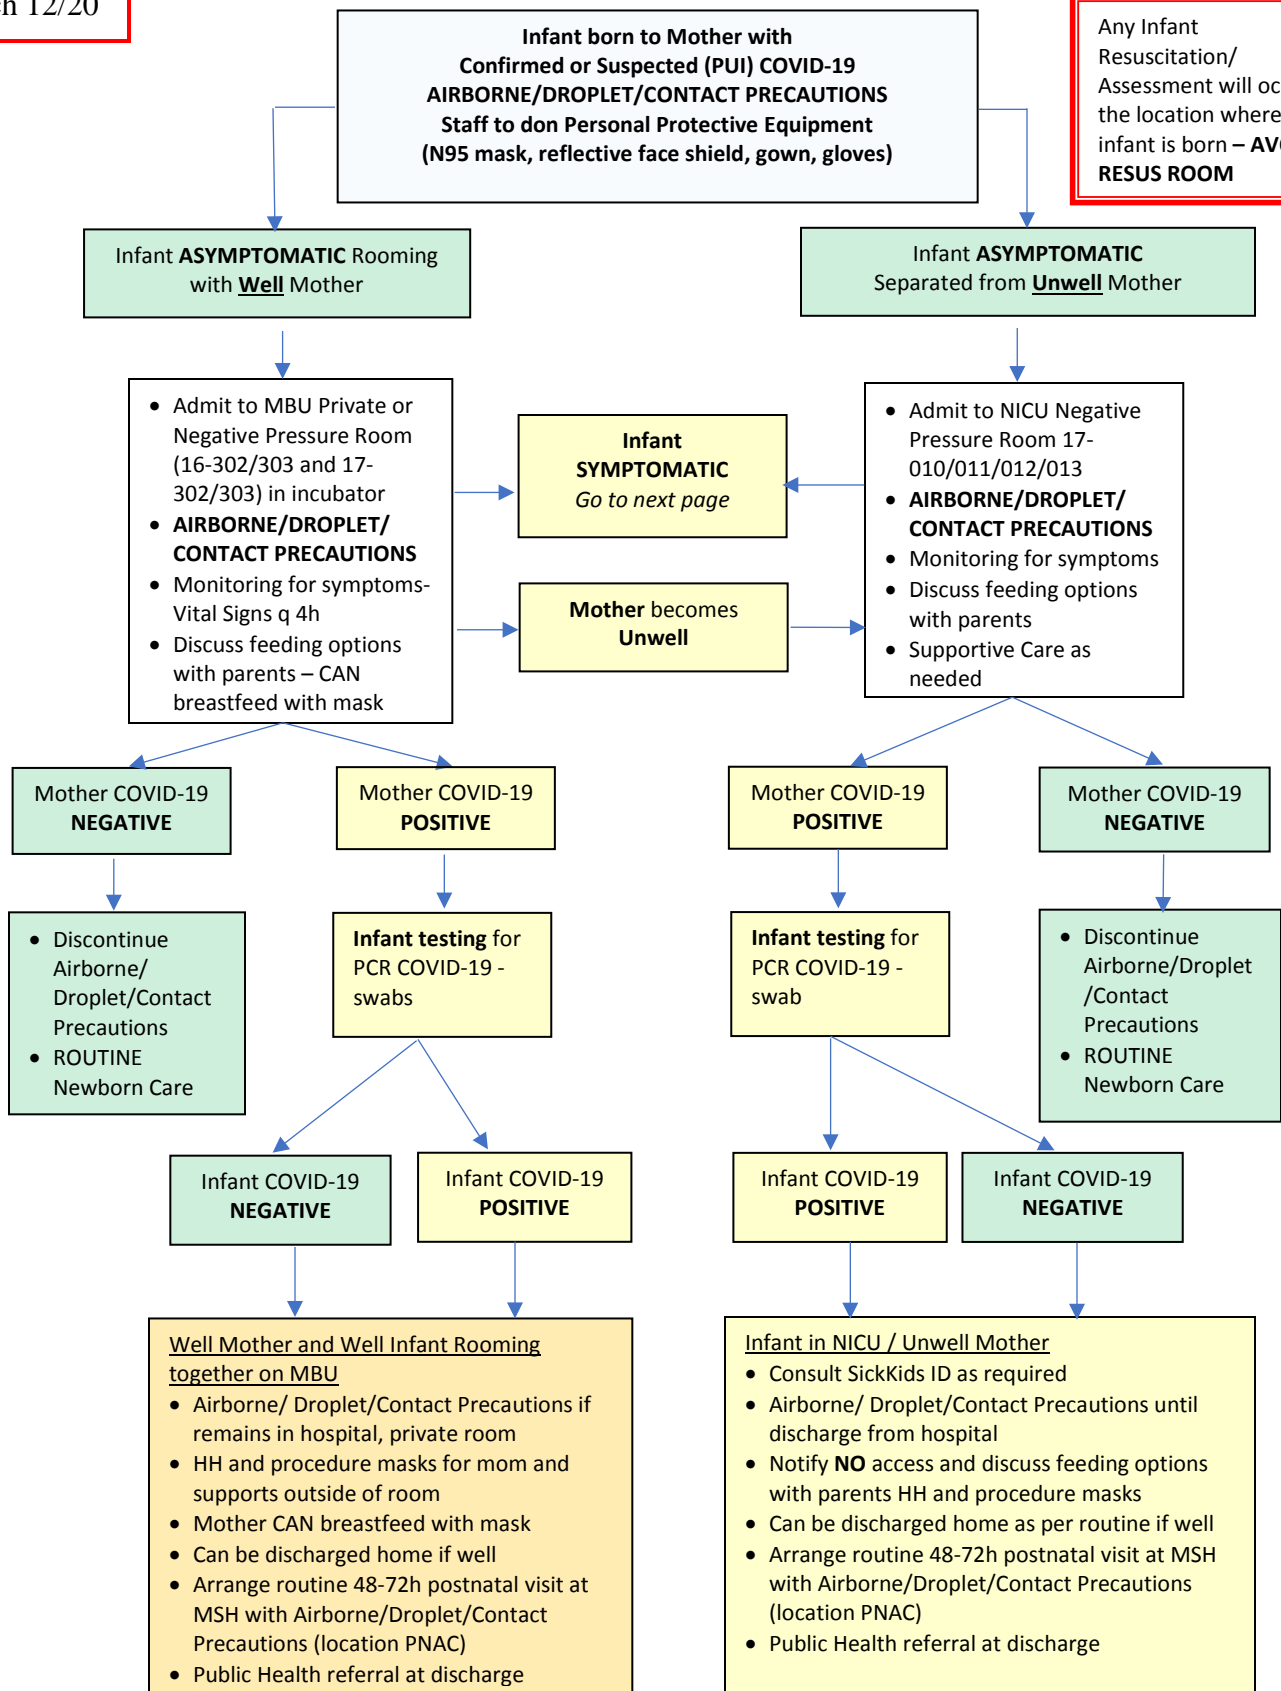 ch 12/20
Infant born to Mother with
Confirmed or Suspected (PUI) COVID-19
AIRBORNE/DROPLET/CONTACT PRECAUTIONS
Staff to don Personal Protective Equipment
(N95 mask, reflective face shield, gown, gloves)
Any Infant
Resuscitation/
Assessment will oc
the location where
infant is born – AV
RESUS ROOM
Infant ASYMPTOMATIC Rooming
with Well Mother
Infant ASYMPTOMATIC
Separated from Unwell Mother
• Admit to MBU Private or
Negative Pressure Room
(16-302/303 and 17-
302/303) in incubator
• AIRBORNE/DROPLET/
CONTACT PRECAUTIONS
• Monitoring for symptoms-
Vital Signs q 4h
• Discuss feeding options
with parents – CAN
breastfeed with mask
Infant
SYMPTOMATIC
Go to next page
Mother becomes
Unwell
• Admit to NICU Negative
Pressure Room 17-
010/011/012/013
• AIRBORNE/DROPLET/
CONTACT PRECAUTIONS
• Monitoring for symptoms
• Discuss feeding options
with parents
• Supportive Care as
needed
Mother COVID-19
NEGATIVE
Mother COVID-19
POSITIVE
Mother COVID-19
POSITIVE
Mother COVID-19
NEGATIVE
• Discontinue
Airborne/
Droplet/Contact
Precautions
• ROUTINE
Newborn Care
Infant testing for
PCR COVID-19 -
swabs
Infant testing for
PCR COVID-19 -
swab
• Discontinue
Airborne/Droplet
/Contact
Precautions
• ROUTINE
Newborn Care
Infant COVID-19
NEGATIVE
Infant COVID-19
POSITIVE
Infant COVID-19
POSITIVE
Infant COVID-19
NEGATIVE
Well Mother and Well Infant Rooming
together on MBU
• Airborne/ Droplet/Contact Precautions if
remains in hospital, private room
• HH and procedure masks for mom and
supports outside of room
• Mother CAN breastfeed with mask
• Can be discharged home if well
• Arrange routine 48-72h postnatal visit at
MSH with Airborne/Droplet/Contact
Precautions (location PNAC)
• Public Health referral at discharge
Infant in NICU / Unwell Mother
• Consult SickKids ID as required
• Airborne/ Droplet/Contact Precautions until
discharge from hospital
• Notify NO access and discuss feeding options
with parents HH and procedure masks
• Can be discharged home as per routine if well
• Arrange routine 48-72h postnatal visit at MSH
with Airborne/Droplet/Contact Precautions
(location PNAC)
• Public Health referral at discharge